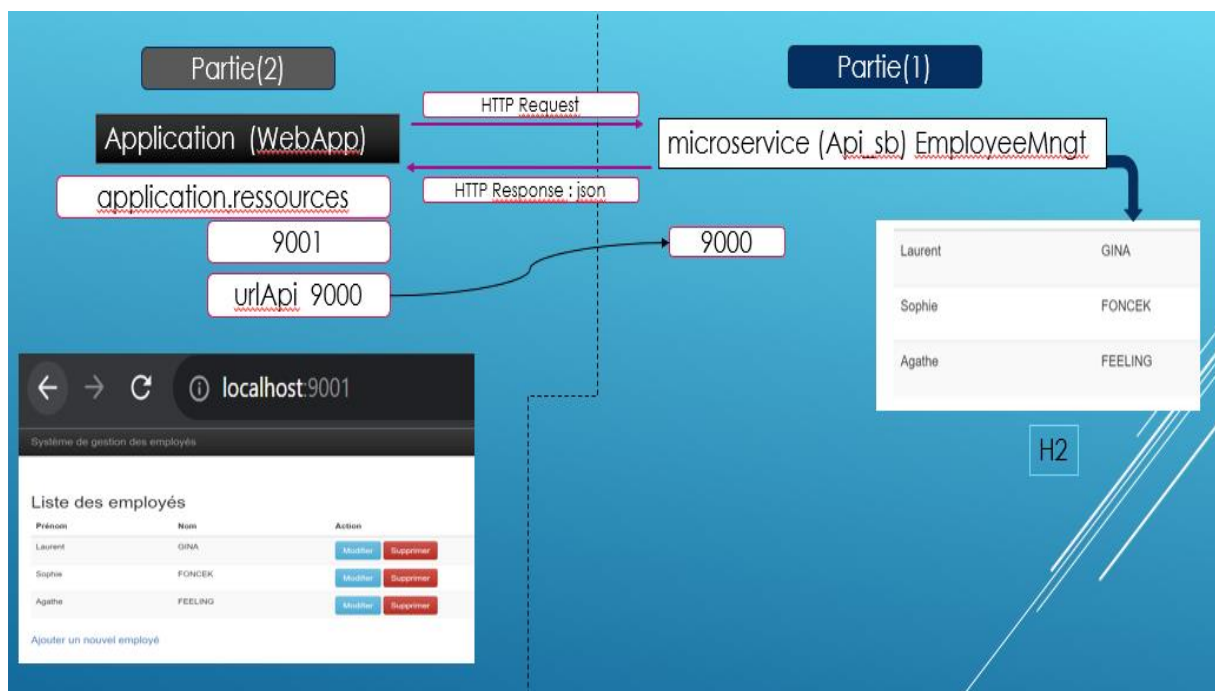 Partie(2)
Partie(1)
Application (WebApp)
HTTP Request
microservice (Api_sb) EmployeeMngt
HTTP Response : json
application.ressources
9001
9000
urlApi 9000
Laurent GINA
Sophie FONCEK
Agathe FEELING
H2
localhost:9001
Système de gestion des employés
Liste des employés
Prénom Nom Action
Laurent GINA Modifier Supprimer
Sophie FONCEK Modifier Supprimer
Agathe FEELING Modifier Supprimer
Ajouter un nouvel employé